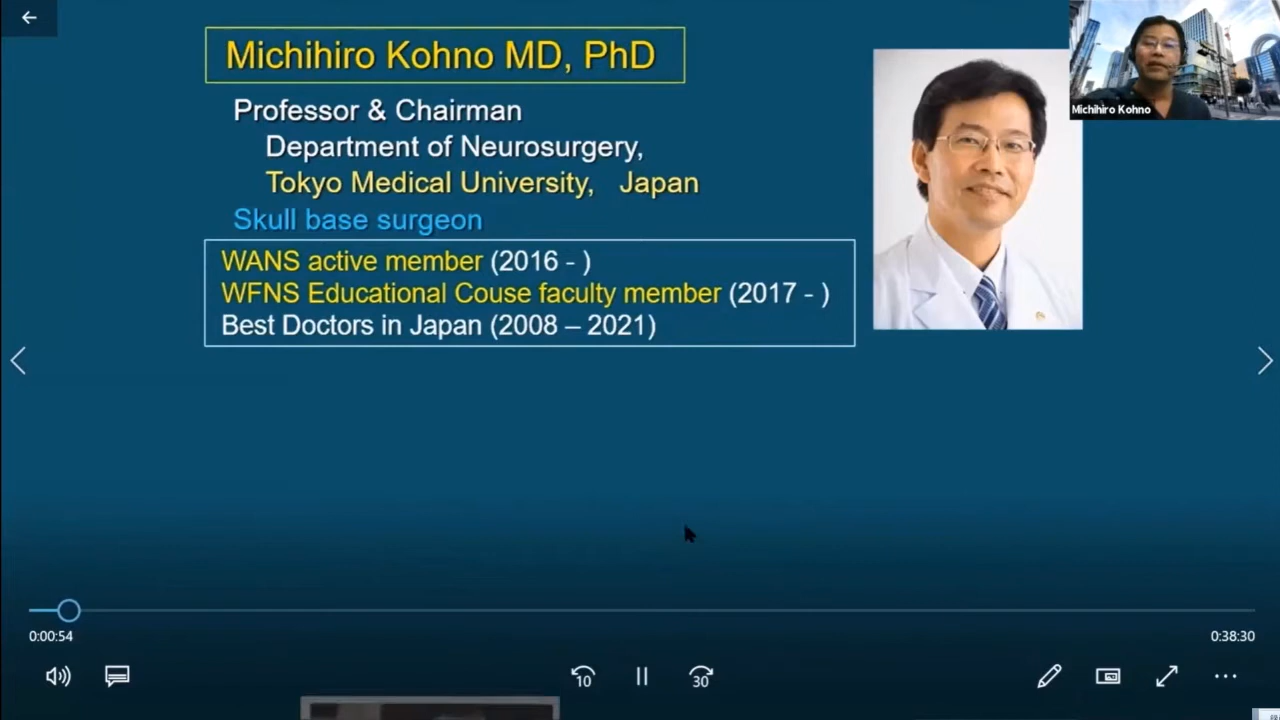 Michihiro Kohno MD, PhD
Michihiro Kohno
Professor & Chairman
Department of Neurosurgery,
Tokyo Medical University, Japan
Skull base surgeon
WANS active member (2016 - )
WFNS Educational Couse faculty member (2017 - )
Best Doctors in Japan (2008 – 2021)
0:00:54
0:38:30
10
30